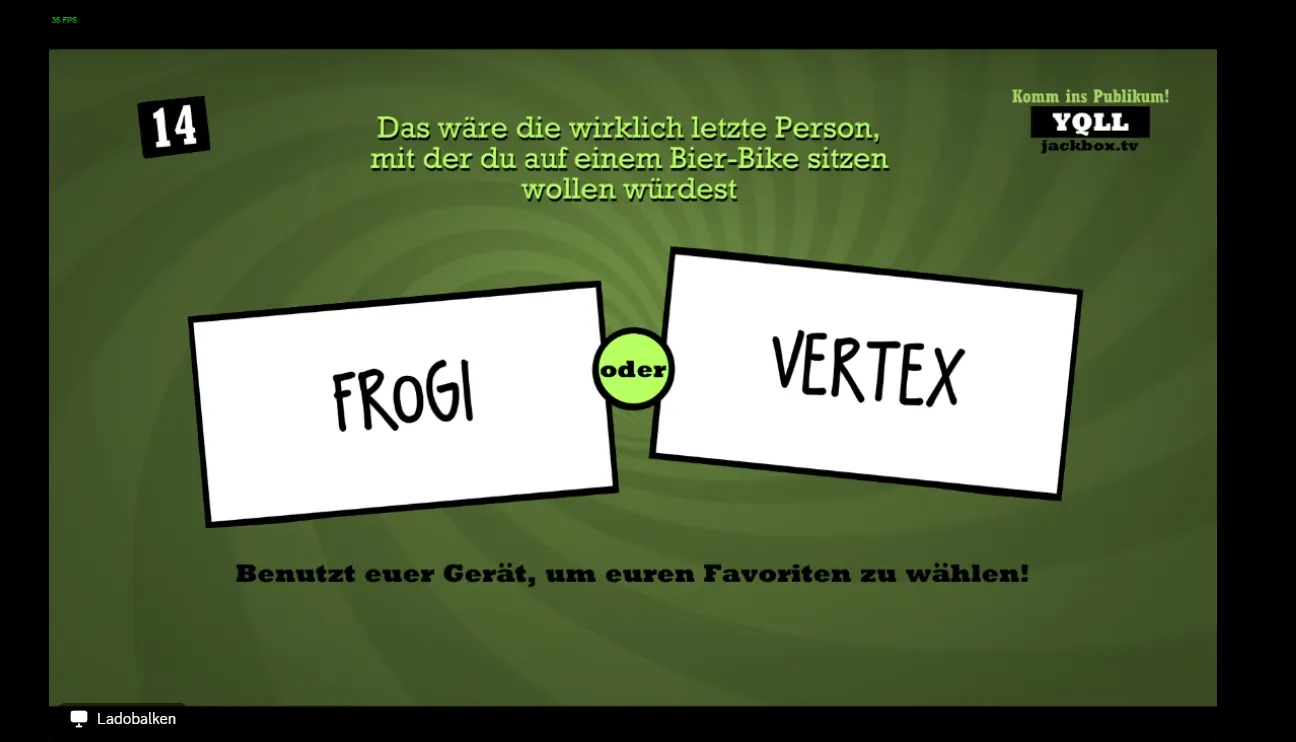 35 FPS
14
Das wäre die wirklich letzte Person,
mit der du auf einem Bier-Bike sitzen
wollen würdest
Komm ins Publikum!
YQLL
jackbox.tv
FROGI
oder
VERTEX
Benutzt euer Gerät, um euren Favoriten zu wählen!
Ladobalken